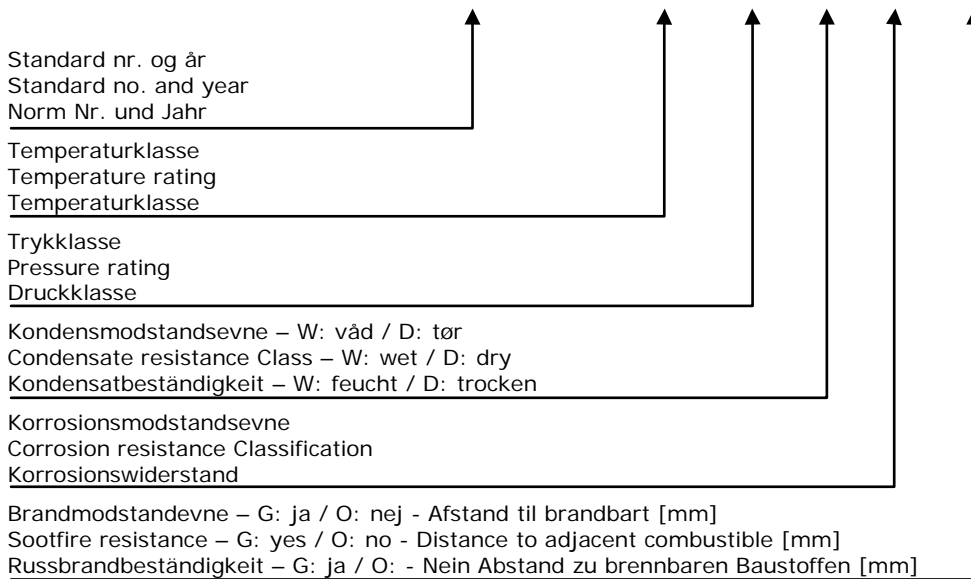 Standard nr. og år
Standard no. and year
Norm Nr. und Jahr
Temperaturklasse
Temperature rating
Temperaturklasse
Trykklasse
Pressure rating
Druckklasse
Kondensmodstandsevne – W: våd / D: tør
Condensate resistance Class – W: wet / D: dry
Kondensatbeständigkeit – W: feucht / D: trocken
Korrosionsmodstandsevne
Corrosion resistance Classification
Korrosionswiderstand
Brandmodstandevne – G: ja / O: nej - Afstand til brandbart [mm]
Sootfire resistance – G: yes / O: no - Distance to adjacent combustible [mm]
Russbrandbeständigkeit – G: ja / O: - Nein Abstand zu brennbaren Baustoffen [mm]